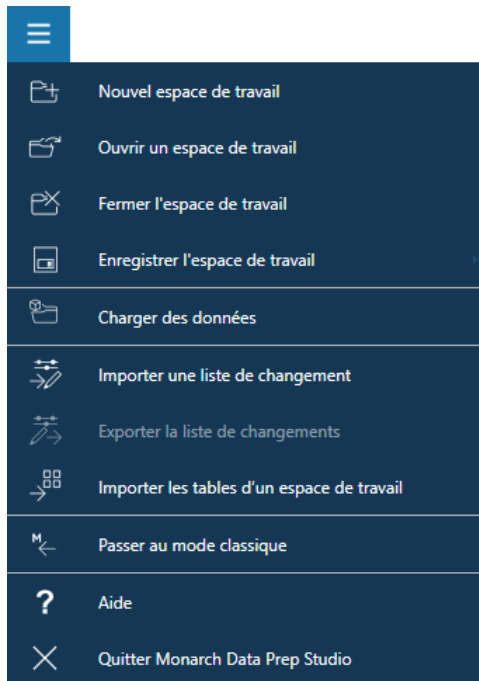 Nouvel espace de travail
Ouvrir un espace de travail
Fermer l'espace de travail
Enregistrer l'espace de travail
Charger des données
Importer une liste de changement
Exporter la liste de changements
Importer les tables d'un espace de travail
M
Passer au mode classique
? Aide
Quitter Monarch Data Prep Studio